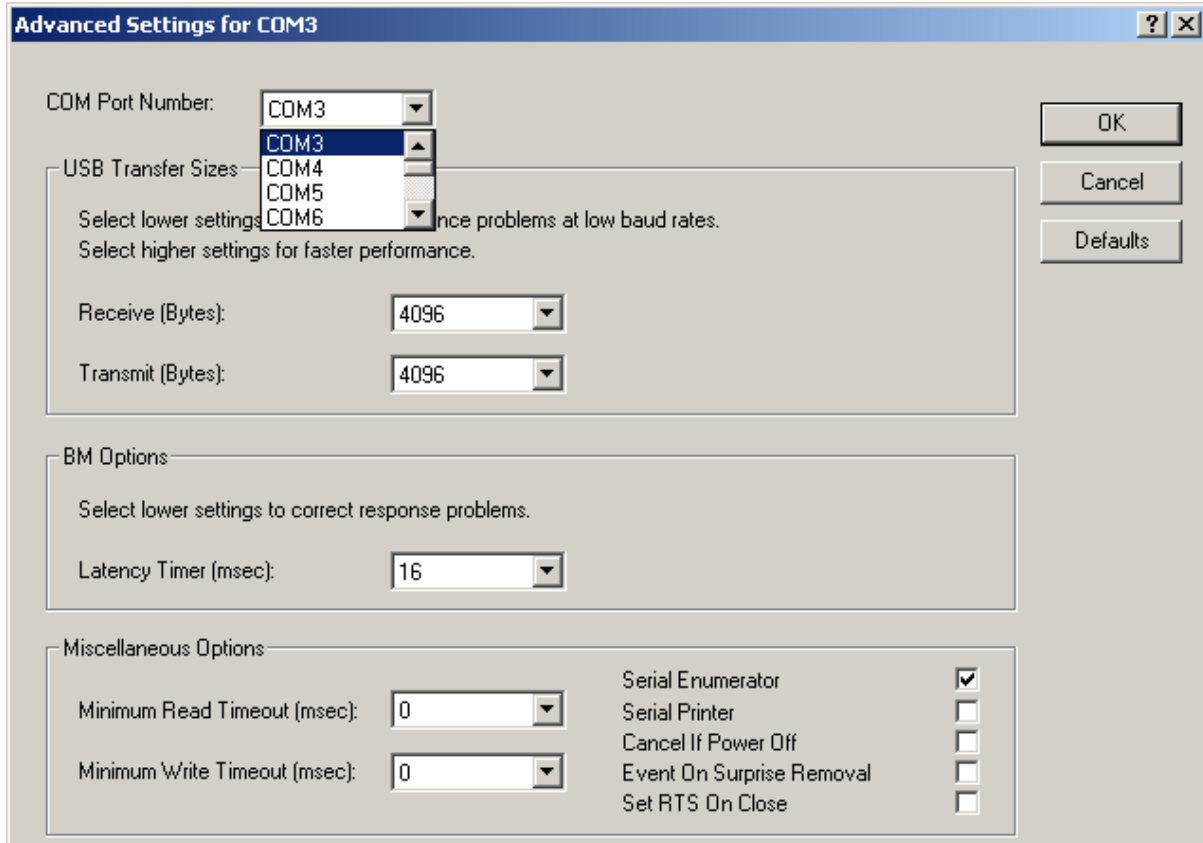 Advanced Settings for COM3
COM Port Number:
COM3
COM3
COM4
COM5
COM6
OK
Cancel
Defaults
USB Transfer Sizes
Select lower settings nce problems at low baud rates.
Select higher settings for faster performance.
Receive (Bytes):
4096
Transmit (Bytes):
4096
BM Options
Select lower settings to correct response problems.
Latency Timer (msec):
16
Miscellaneous Options
Minimum Read Timeout (msec):
0
Minimum Write Timeout (msec):
0
Serial Enumerator
Serial Printer
Cancel If Power Off
Event On Surprise Removal
Set RTS On Close